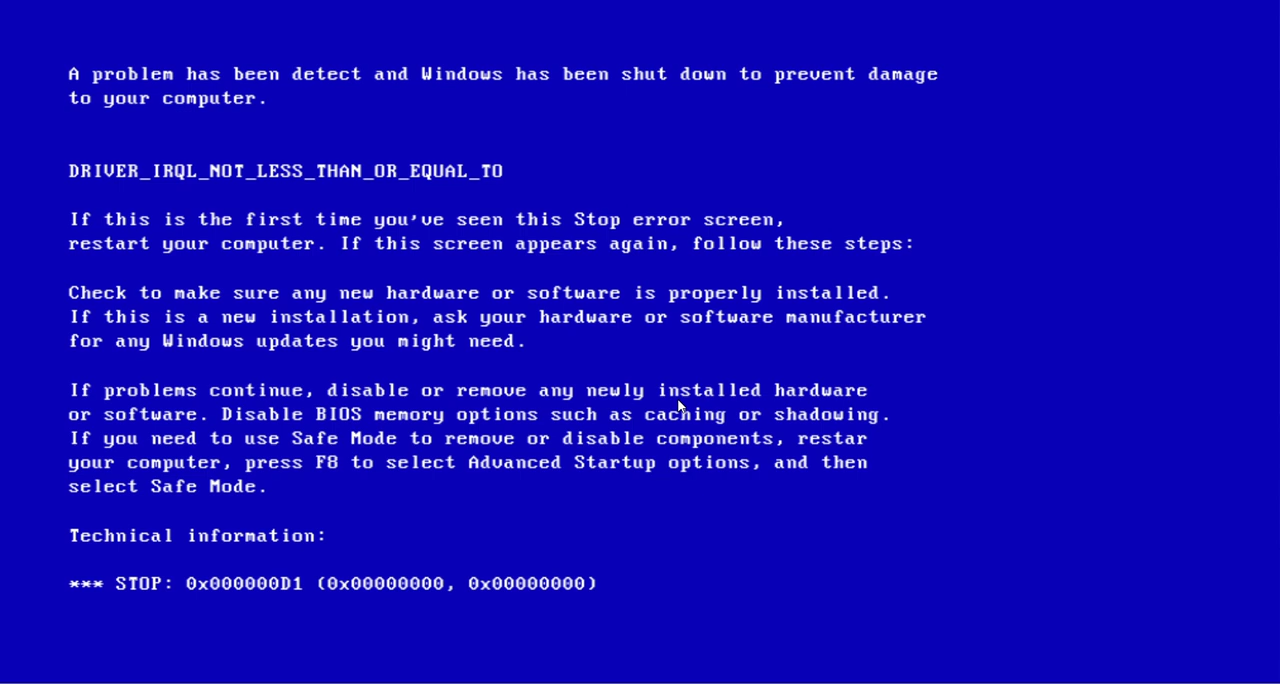 A problem has been detect and Windows has been shut down to prevent damage
to your computer.
DRIVER_IRQL_NOT_LESS_THAN_OR_EQUAL_TO
If this is the first time you've seen this Stop error screen,
restart your computer. If this screen appears again, follow these steps:
Check to make sure any new hardware or software is properly installed.
If this is a new installation, ask your hardware or software manufacturer
for any Windows updates you might need.
If problems continue, disable or remove any newly installed hardware
or software. Disable BIOS memory options such as caching or shadowing.
If you need to use Safe Mode to remove or disable components, restar
your computer, press F8 to select Advanced Startup options, and then
select Safe Mode.
Technical information:
*** STOP: 0x000000D1 (0x00000000, 0x00000000)